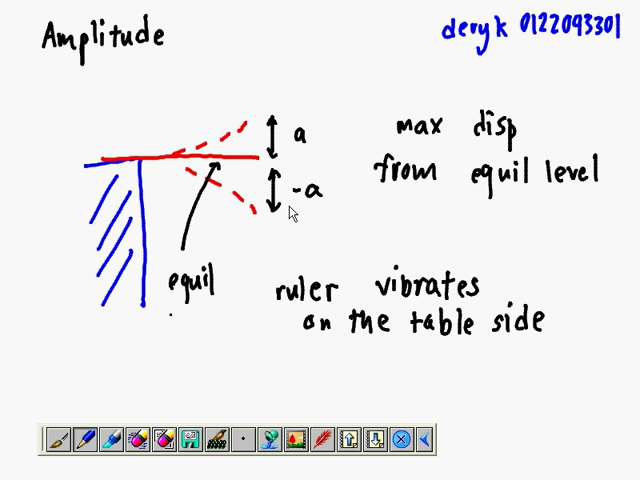 Amplitude
deryk 0122093301
a
max disp
from equil level
-a
equil
ruler vibrates
on the table side